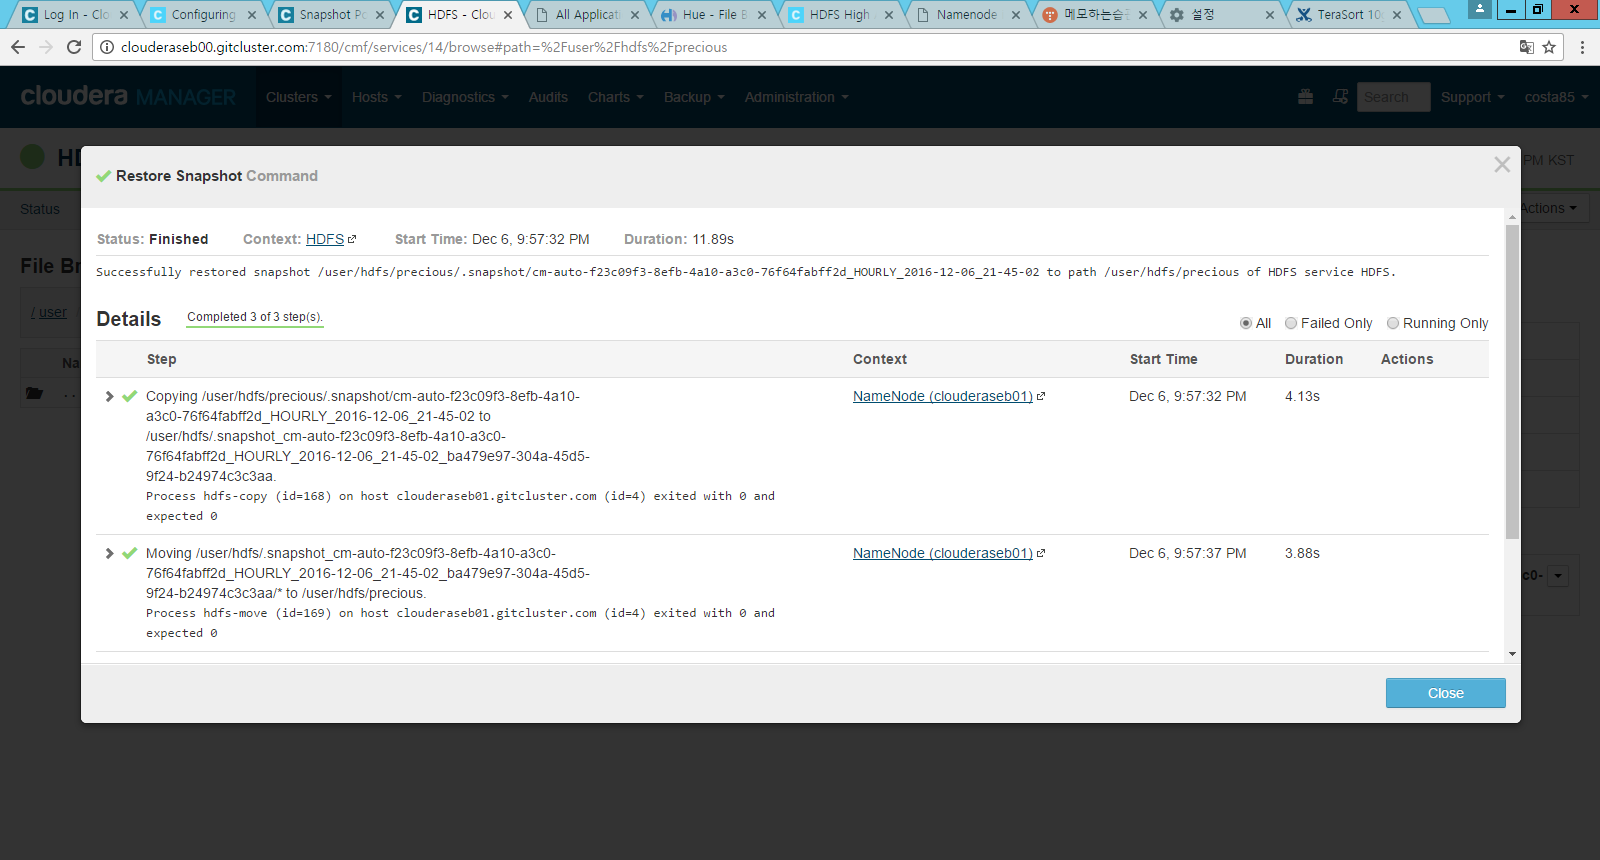 Log In - Clo
Configuring
Snapshot Po
HDFS - Clou
All Applicati
Hue - File B
HDFS High
Namenode
메모하는습관
설정
TeraSort 10
clouderaseb00.gitcluster.com:7180/cmf/services/14/browse#path=%2Fuser%2Fhdfs%2Fprecious
cloudera MANAGER
Clusters
Hosts
Diagnostics
Audits
Charts
Backup
Administration
Search
Support
costa85
HD
PM KST
Status
Actions
File Br
/ user
Na
..
Restore Snapshot Command
Status: Finished
Context: HDFS
Start Time: Dec 6, 9:57:32 PM
Duration: 11.89s
Successfully restored snapshot /user/hdfs/precious/.snapshot/cm-auto-f23c09f3-8efb-4a10-a3c0-76f64fabff2d_HOURLY_2016-12-06_21-45-02 to path /user/hdfs/precious of HDFS service HDFS.
Details
Completed 3 of 3 step(s).
All
Failed Only
Running Only
Step
Context
Start Time
Duration
Actions
Copying /user/hdfs/precious/.snapshot/cm-auto-f23c09f3-8efb-4a10-
a3c0-76f64fabff2d_HOURLY_2016-12-06_21-45-02 to
/user/hdfs/.snapshot_cm-auto-f23c09f3-8efb-4a10-a3c0-
76f64fabff2d_HOURLY_2016-12-06_21-45-02_ba479e97-304a-45d5-
9f24-b24974c3c3aa.
Process hdfs-copy (id=168) on host clouderaseb01.gitcluster.com (id=4) exited with 0 and
expected 0
NameNode (clouderaseb01)
Dec 6, 9:57:32 PM
4.13s
Moving /user/hdfs/.snapshot_cm-auto-f23c09f3-8efb-4a10-a3c0-
76f64fabff2d_HOURLY_2016-12-06_21-45-02_ba479e97-304a-45d5-
9f24-b24974c3c3aa/* to /user/hdfs/precious.
Process hdfs-move (id=169) on host clouderaseb01.gitcluster.com (id=4) exited with 0 and
expected 0
NameNode (clouderaseb01)
Dec 6, 9:57:37 PM
3.88s
c0-
Close